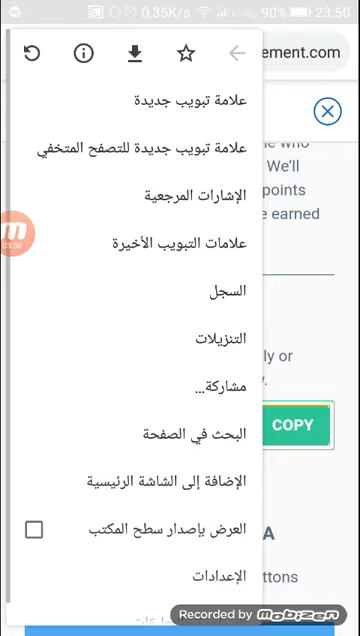 0,35K/s 90% 23:50
ement.com
علامة تبويب جديدة
e who
علامة تبويب جديدة للتصفح المتخفي
We'll
points
الإشارات المرجعية
e earned
03:36
علامات التبويب الأخيرة
السجل
التنزيلات
ly or
مشاركة...
y.
COPY
البحث في الصفحة
الإضافة إلى الشاشة الرئيسية
العرض بإصدار سطح المكتب
A
الإعدادات
ttons
Recorded by mobizen